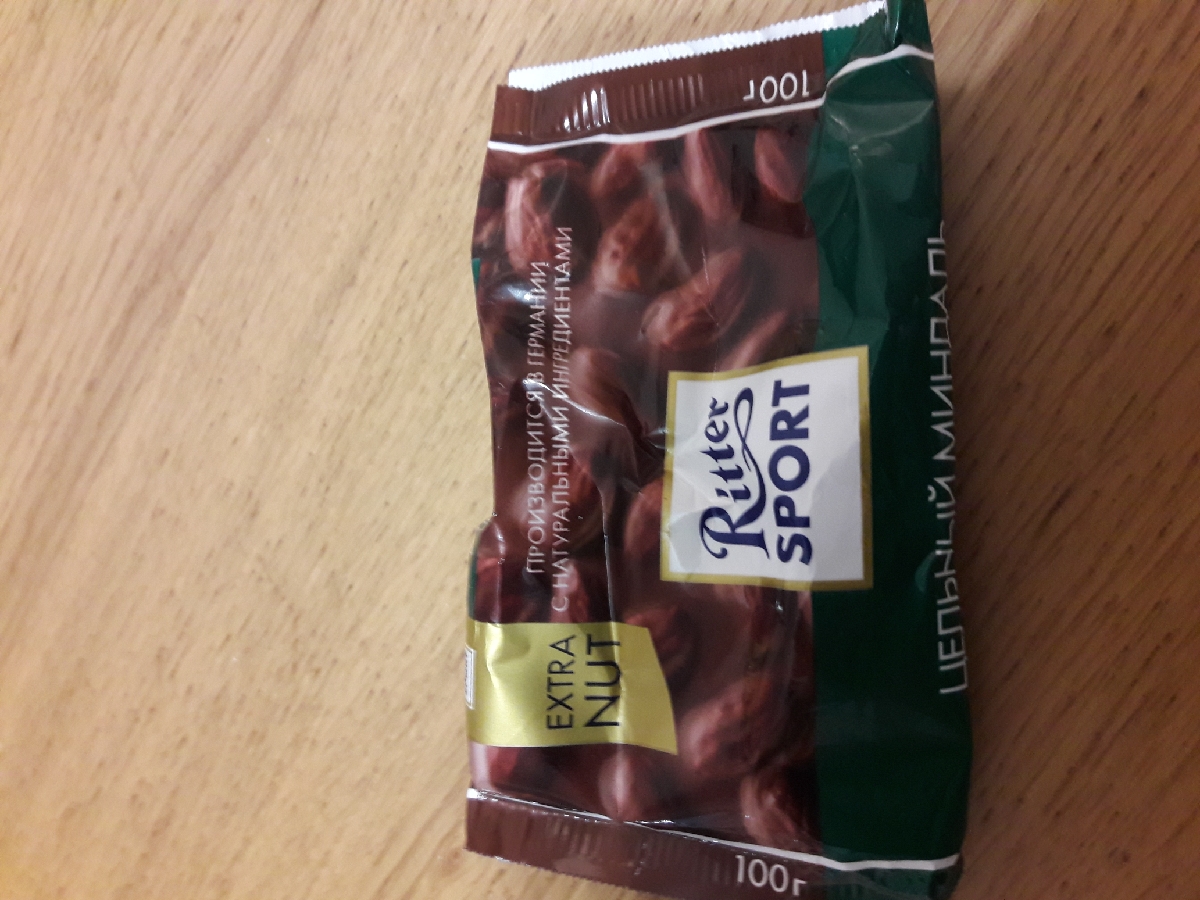 EXTRA
NUT
ПРОИЗВОДИТСЯ В ГЕРМАНИИ
С НАТУРАЛЬНЫМИ ИНГРЕДИЕНТАМИ
Ritter
SPORT
ЦЕЛЬНЫЙ МИНДАЛЬ
100г
100г